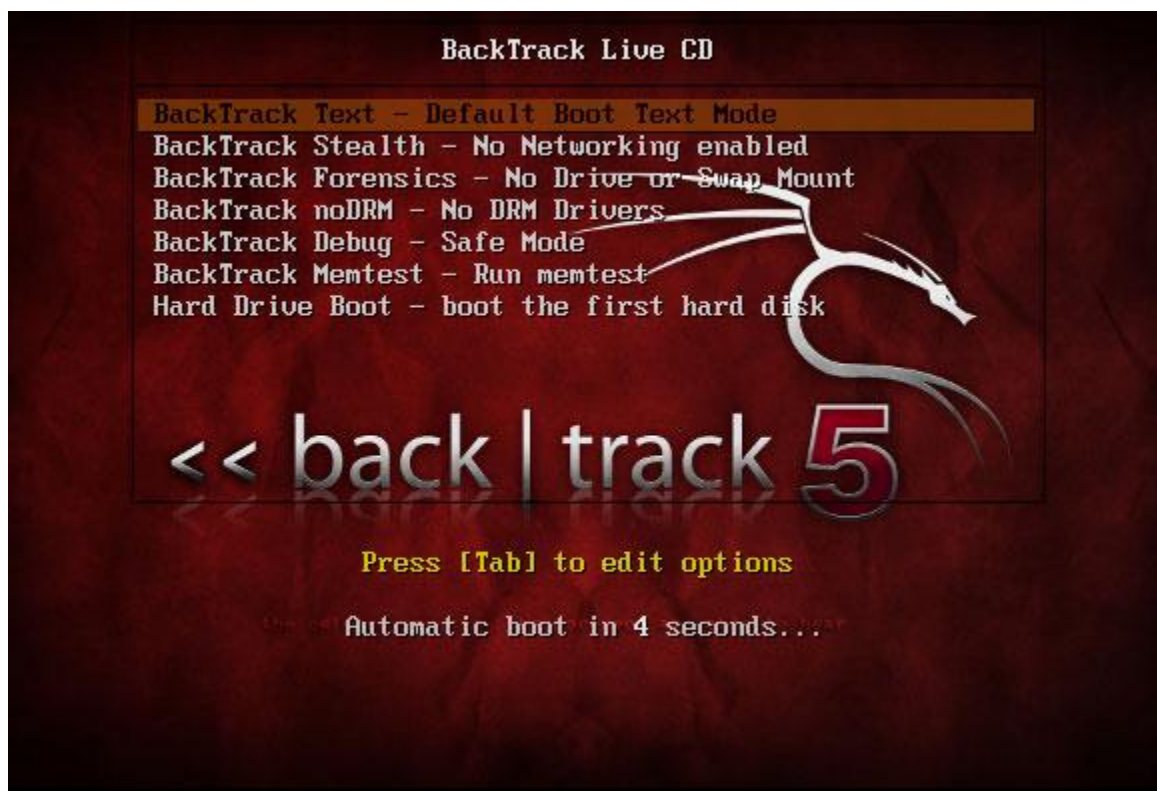 BackTrack Live CD
BackTrack Text - Default Boot Text Mode
BackTrack Stealth - No Networking enabled
BackTrack Forensics - No Drive or Swap Mount
BackTrack noDRM - No DRM Drivers
BackTrack Debug - Safe Mode
BackTrack Memtest - Run memtest
Hard Drive Boot - boot the first hard disk
<< back | track 5
Press [Tab] to edit options
Automatic boot in 4 seconds...